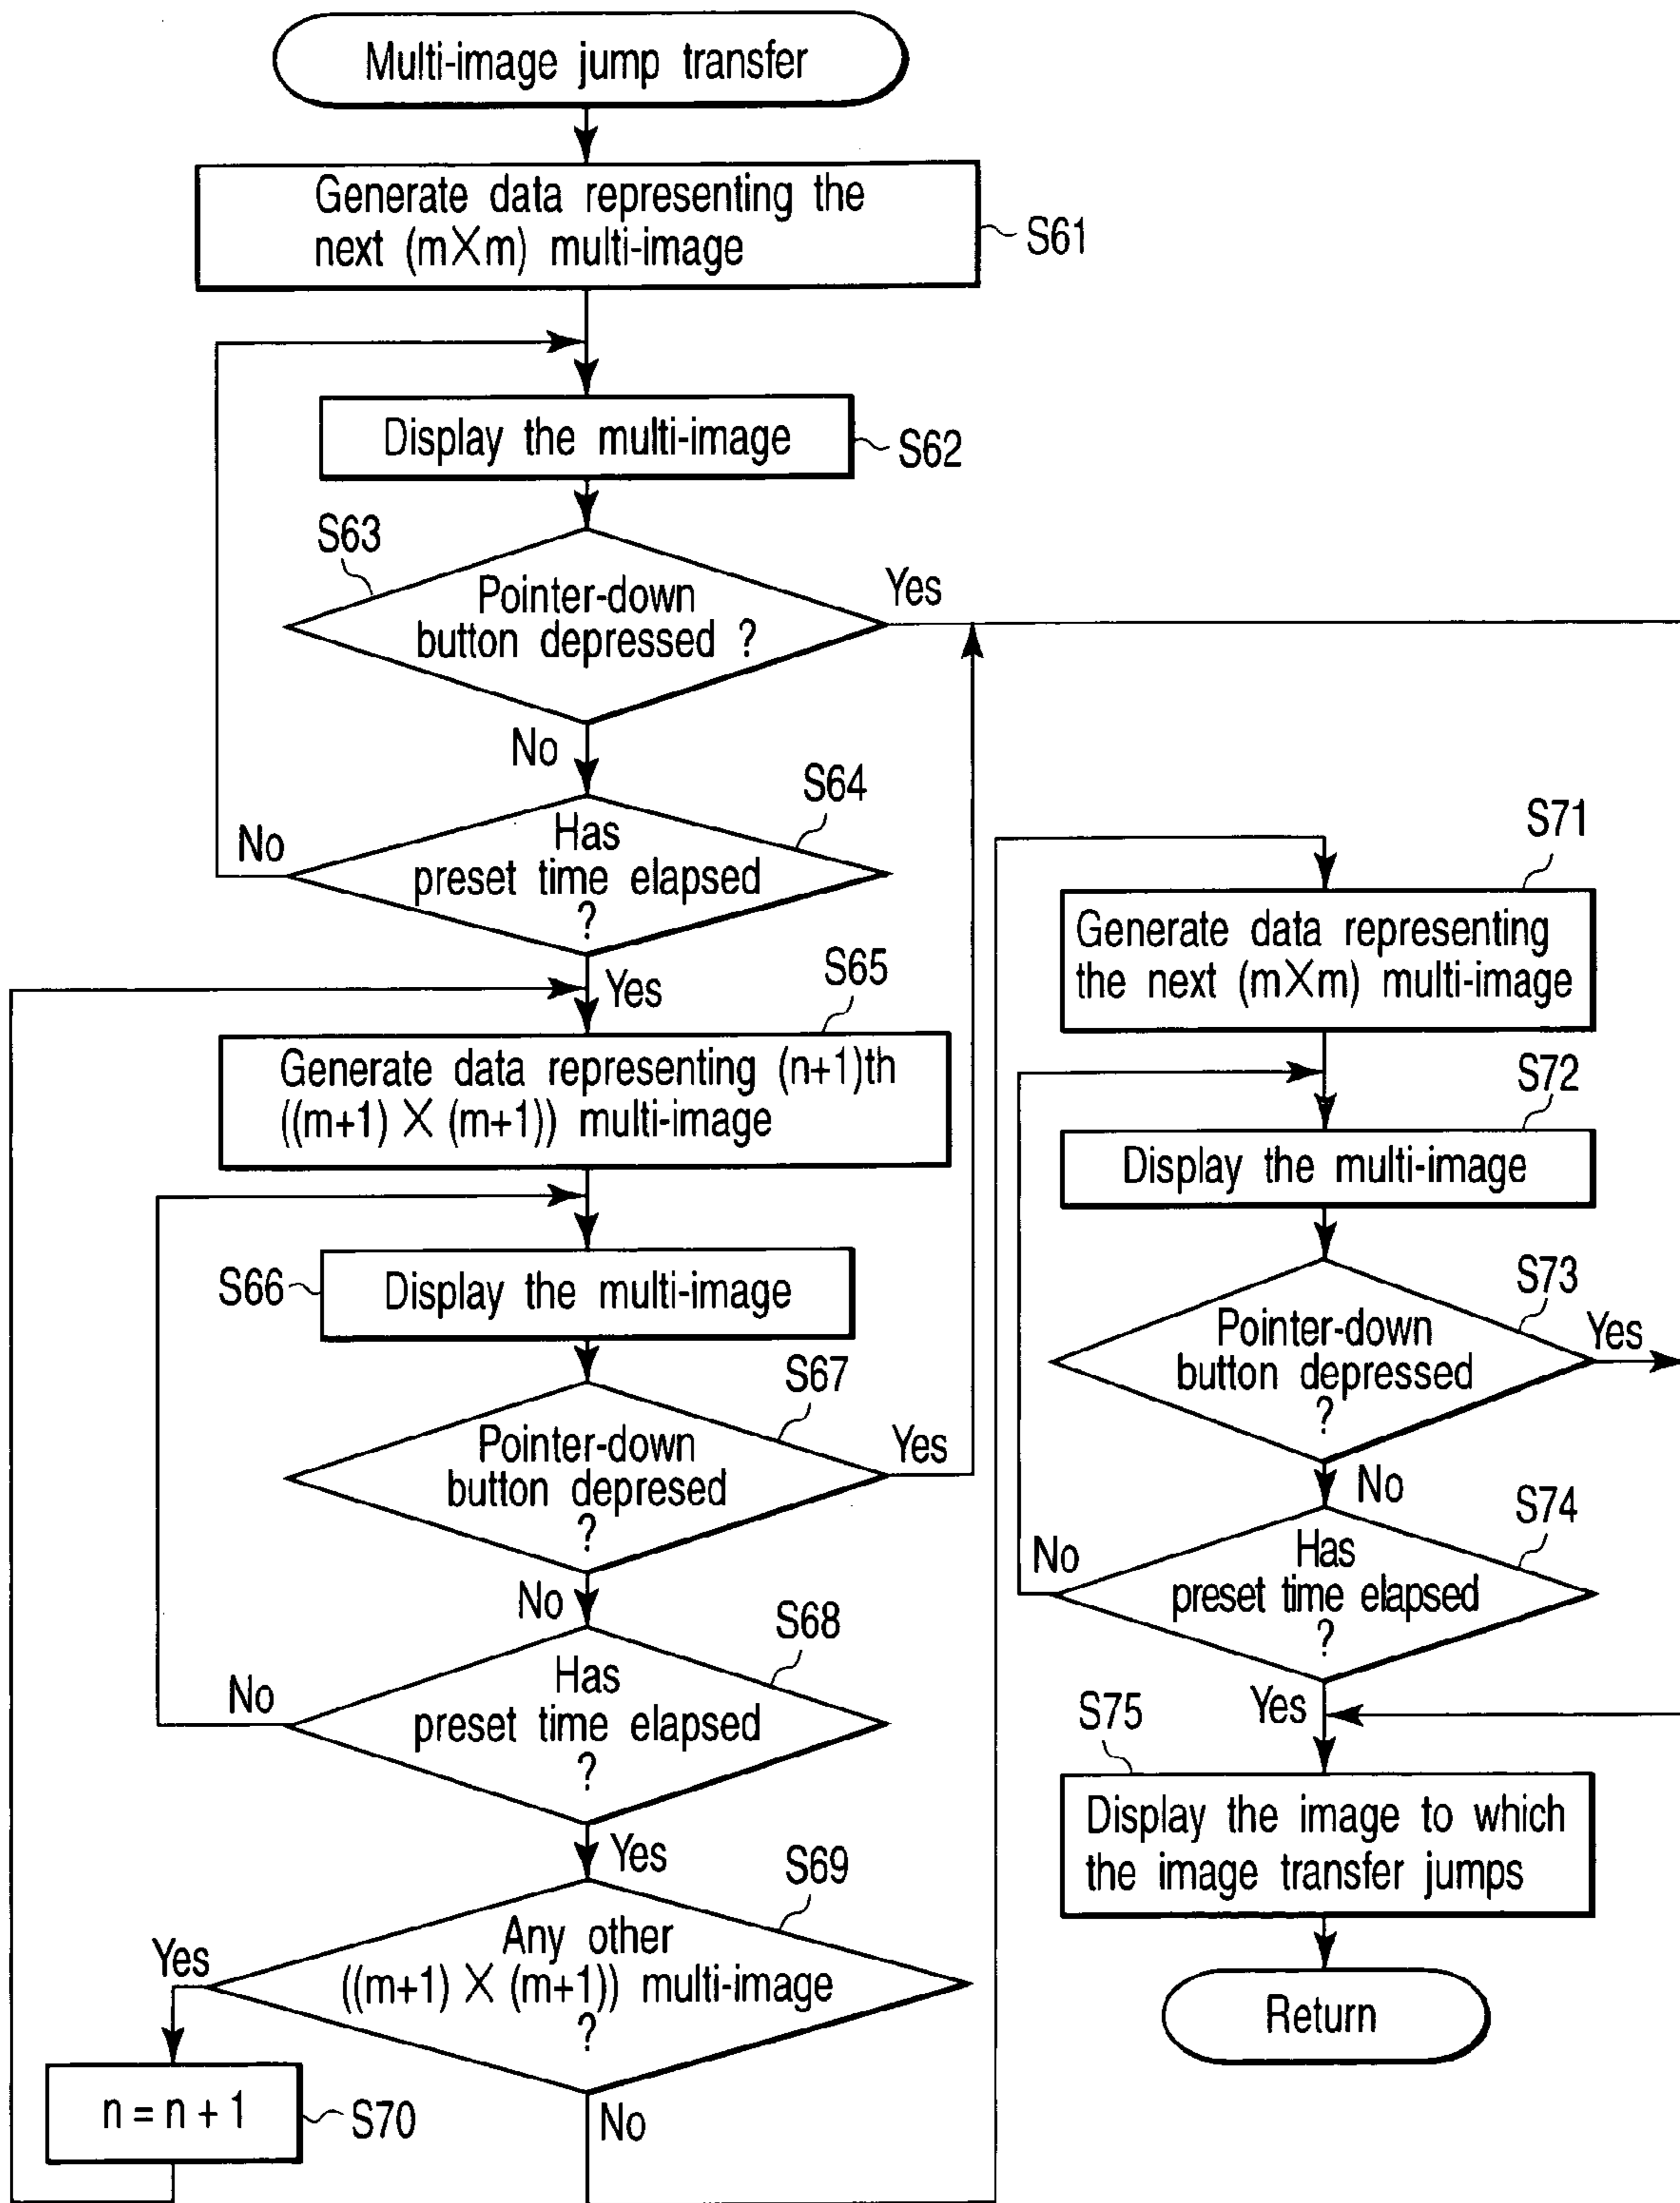 Multi-image jump transfer
Generate data representing the
next (m×m) multi-image
S61
Display the multi-image
S62
S63
Pointer-down
button depressed ?
Yes
No
S64
Has
preset time elapsed
?
No
Yes
S65
Generate data representing (n+1)th
((m+1) × (m+1)) multi-image
S66
Display the multi-image
S67
Pointer-down
button depresed
?
Yes
No
S68
Has
preset time elapsed
?
No
Yes
S69
Any other
((m+1) × (m+1)) multi-image
?
Yes
n = n + 1
S70
No
S71
Generate data representing
the next (m×m) multi-image
S72
Display the multi-image
S73
Pointer-down
button depressed
?
Yes
No
S74
Has
preset time elapsed
?
No
Yes
S75
Display the image to which
the image transfer jumps
Return